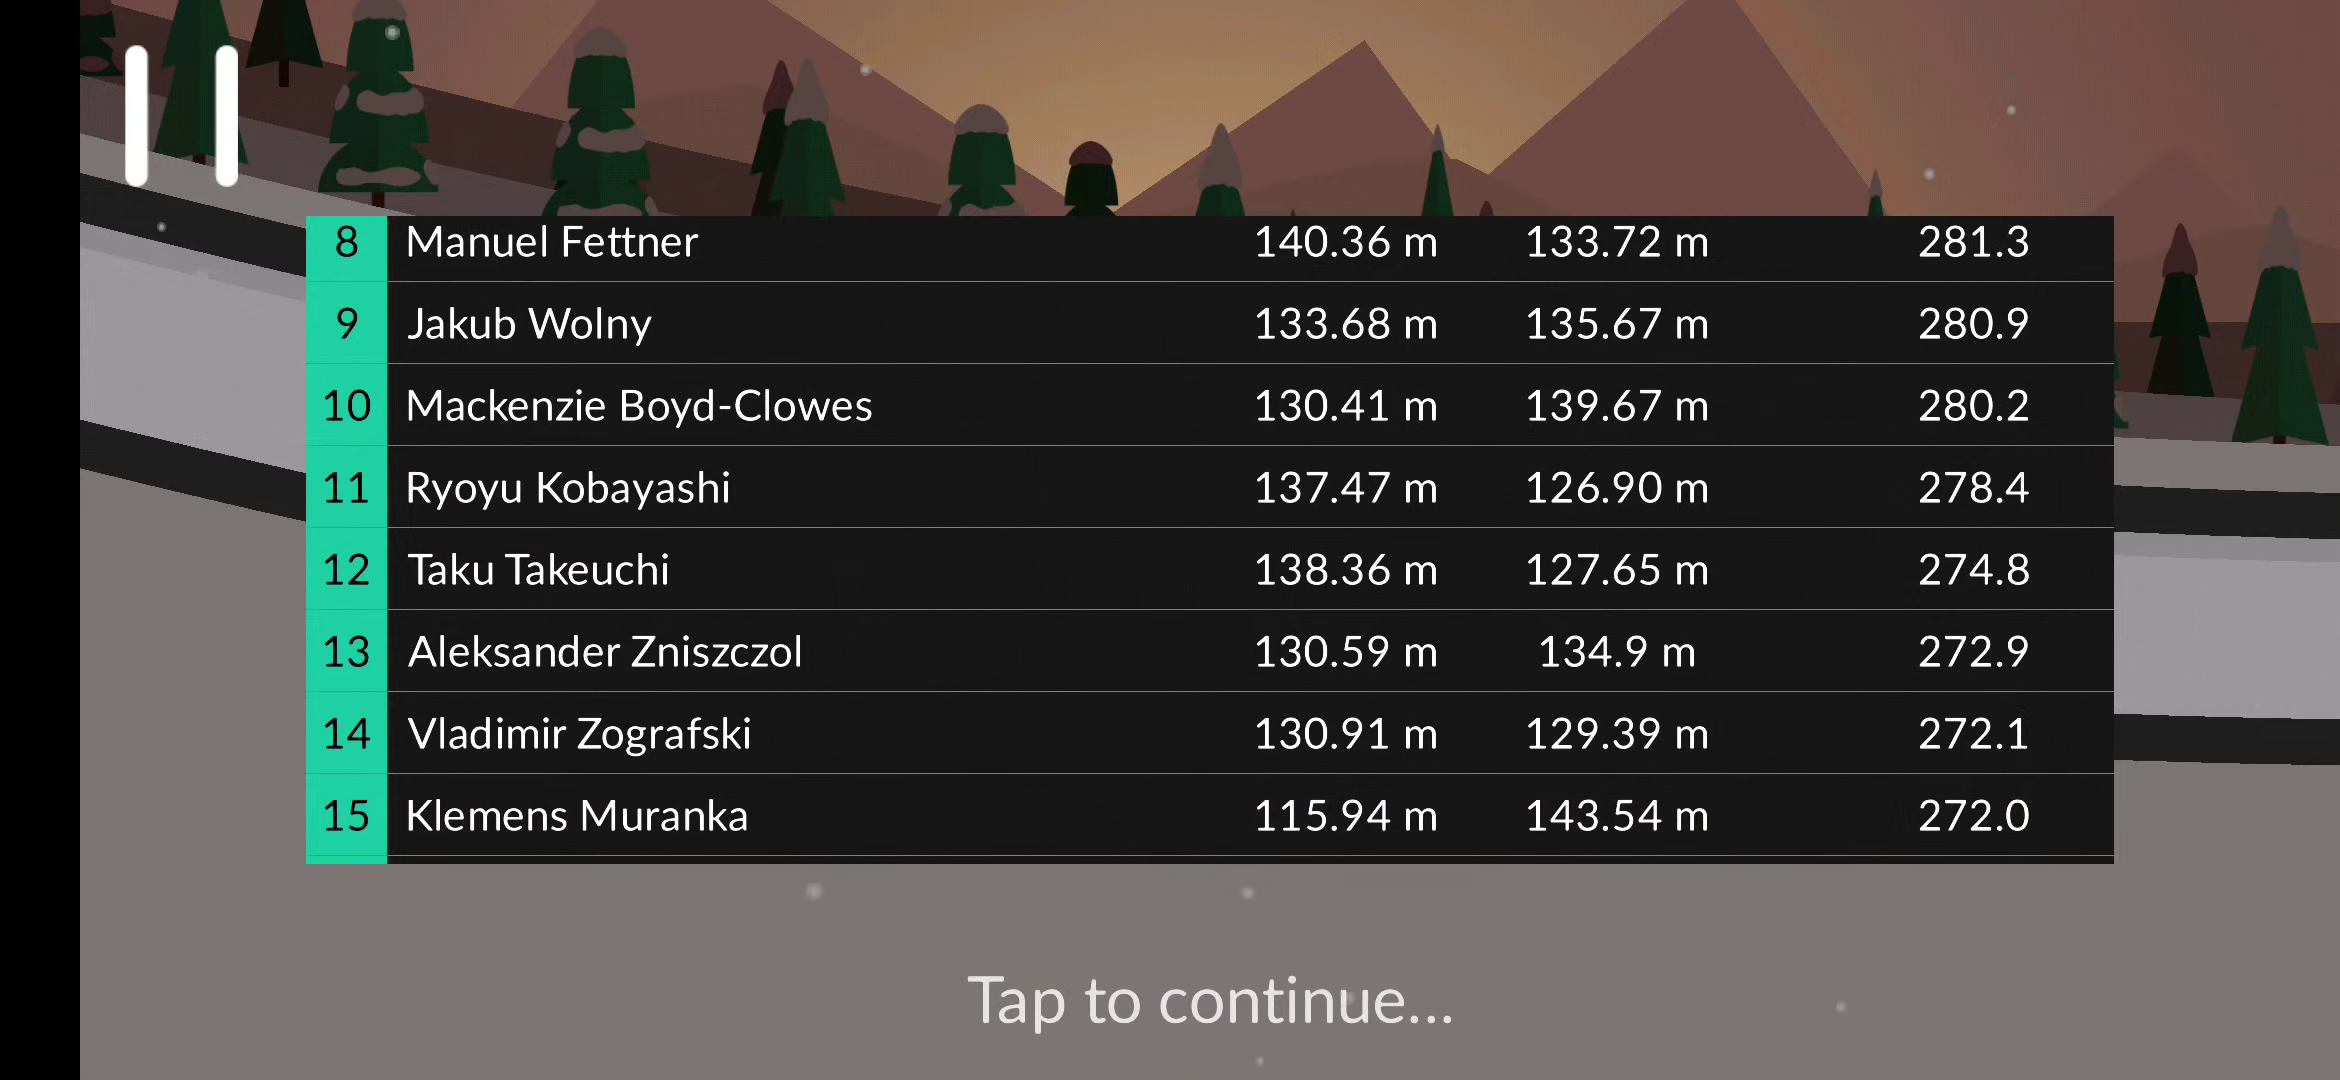 8 Manuel Fettner 140.36 m 133.72 m 281.3
9 Jakub Wolny 133.68 m 135.67 m 280.9
10 Mackenzie Boyd-Clowes 130.41 m 139.67 m 280.2
11 Ryoyu Kobayashi 137.47 m 126.90 m 278.4
12 Taku Takeuchi 138.36 m 127.65 m 274.8
13 Aleksander Zniszczol 130.59 m 134.9 m 272.9
14 Vladimir Zografski 130.91 m 129.39 m 272.1
15 Klemens Muranka 115.94 m 143.54 m 272.0
Tap to continue...